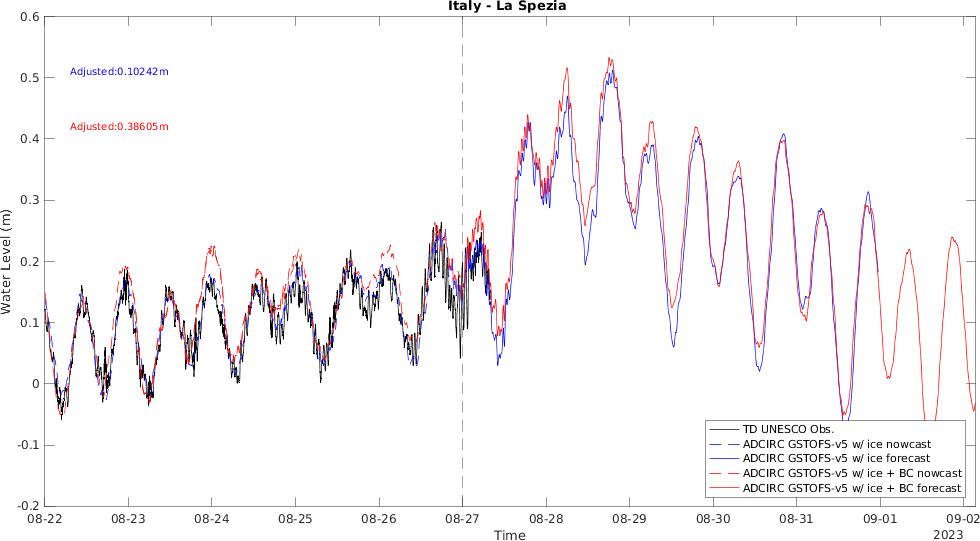 Italy - La Spezia
0.6
0.5
0.4
0.3
0.2
0.1
0
-0.1
-0.2
Water Level (m)
Adjusted:0.10242m
Adjusted:0.38605m
TD UNESCO Obs.
ADCIRC GSTOFS-v5 w/ ice nowcast
ADCIRC GSTOFS-v5 w/ ice forecast
ADCIRC GSTOFS-v5 w/ ice + BC nowcast
ADCIRC GSTOFS-v5 w/ ice + BC forecast
08-22 08-23 08-24 08-25 08-26 08-27 08-28 08-29 08-30 08-31 09-01 09-02
Time
2023